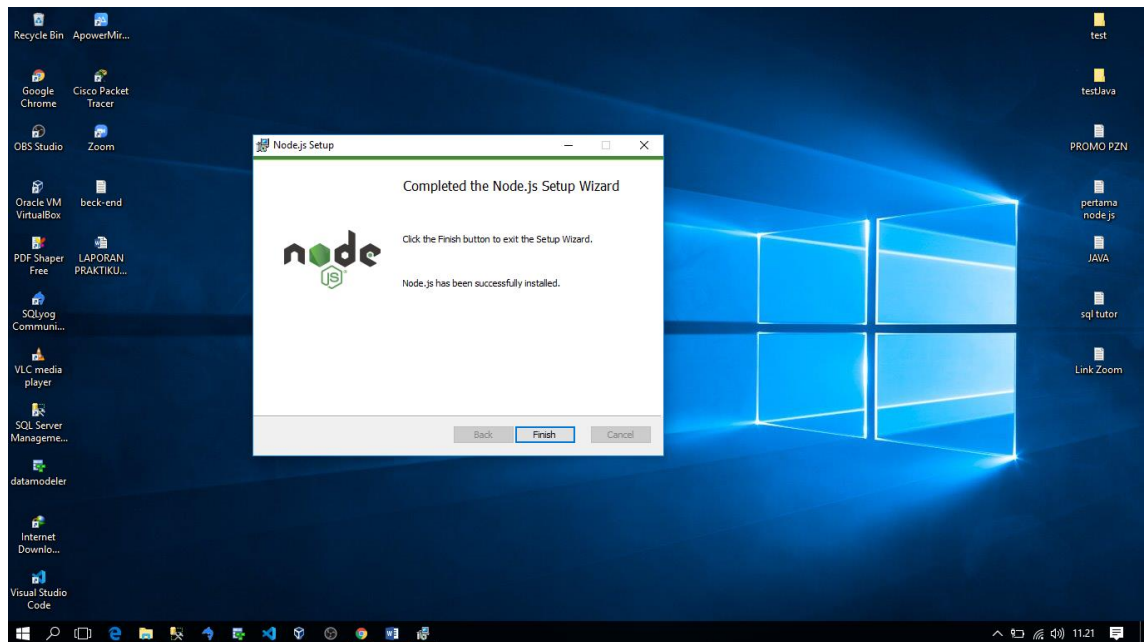 Recycle Bin
ApowerMir...
Google
Chrome
Cisco Packet
Tracer
OBS Studio
Zoom
Oracle VM
VirtualBox
beck-end
PDF Shaper
Free
LAPORAN
PRAKTIKU...
SQLyog
Communi...
VLC media
player
SQL Server
Manageme...
datamodeler
Internet
Downlo...
Visual Studio
Code
Node.js Setup
Completed the Node.js Setup Wizard
Click the Finish button to exit the Setup Wizard.
Node.js has been successfully installed.
node
JS
Back
Finish
Cancel
test
testJava
PROMO PZN
pertama
node js
JAVA
sql tutor
Link Zoom
11.21